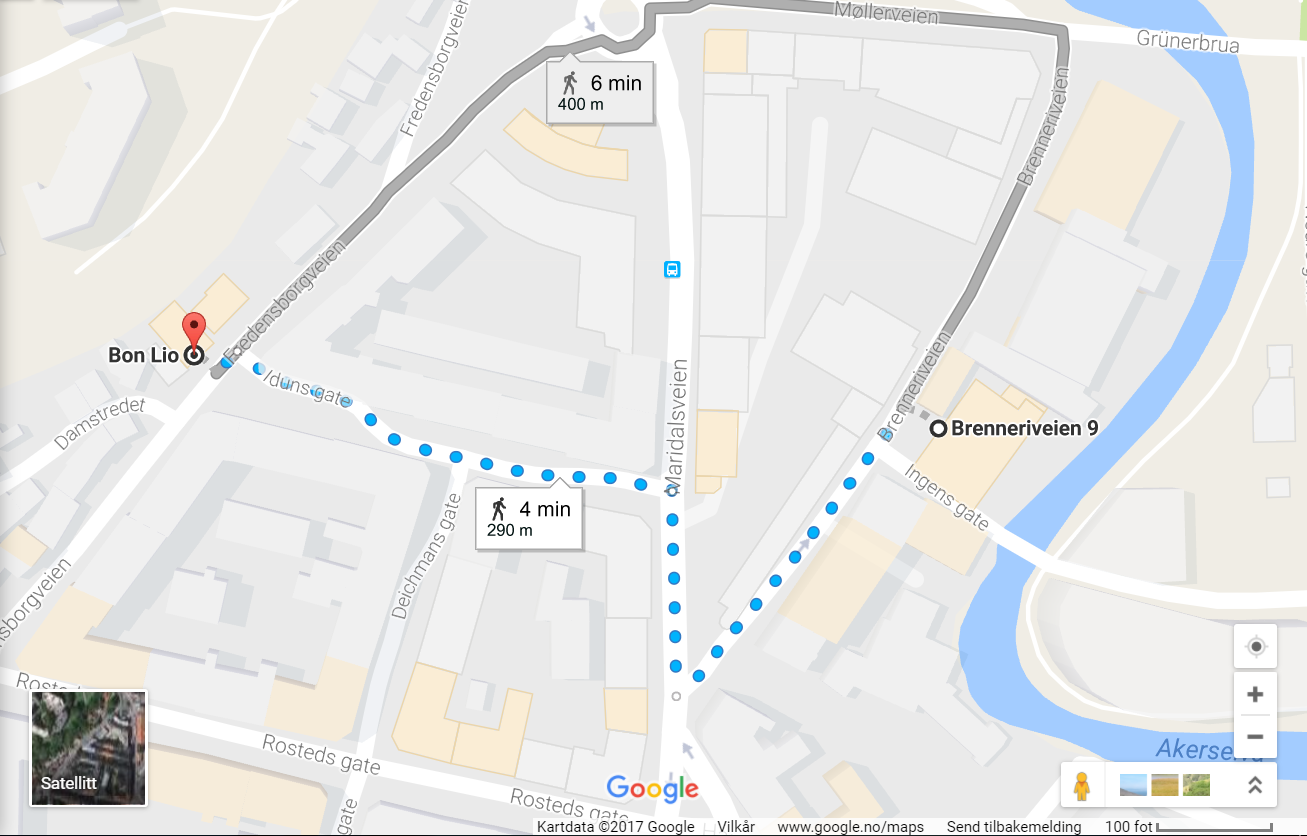 Møllerveien
Fredensborgveien
Grünerbrua
6 min
400 m
Brenneriveien
Fredensborgveien
Bon Lio
Iduns gate
Brenneriveien
Maridalsveien
Damstredet
Brenneriveien 9
Ingens gate
4 min
290 m
Deichmans gate
Rosteds gate
Rosteds gate
Satellitt
Google
Kartdata ©2017 Google Vilkår www.google.no/maps Send tilbakemelding 100 fot